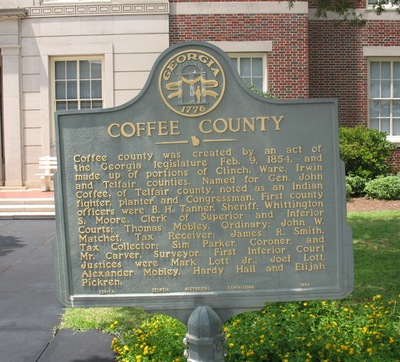 GEORGIA
1776
COFFEE COUNTY
Coffee county was created by an act of
the Georgia legislature Feb. 9, 1854, and
made up of portions of Clinch, Ware, Irwin
and Telfair counties. Named for Gen. John
Coffee, of Telfair county, noted as an Indian
fighter, planter and Congressman. First county
officers were B. H. Tanner, Sheriff, Whittington
S. Moore, Clerk of Superior and Inferior
Courts; Thomas Mobley, Ordinary; John W.
Matchet, Tax Receiver; James R. Smith,
Tax Collector; Sim Parker, Coroner, and
Mr. Carver, Surveyor. First Inferior Court
Justices were Mark Lott Jr., Joel Lott,
Alexander Mobley, Hardy Hall and Elijah
Pickren.
GEORGIA HISTORICAL COMMISSION